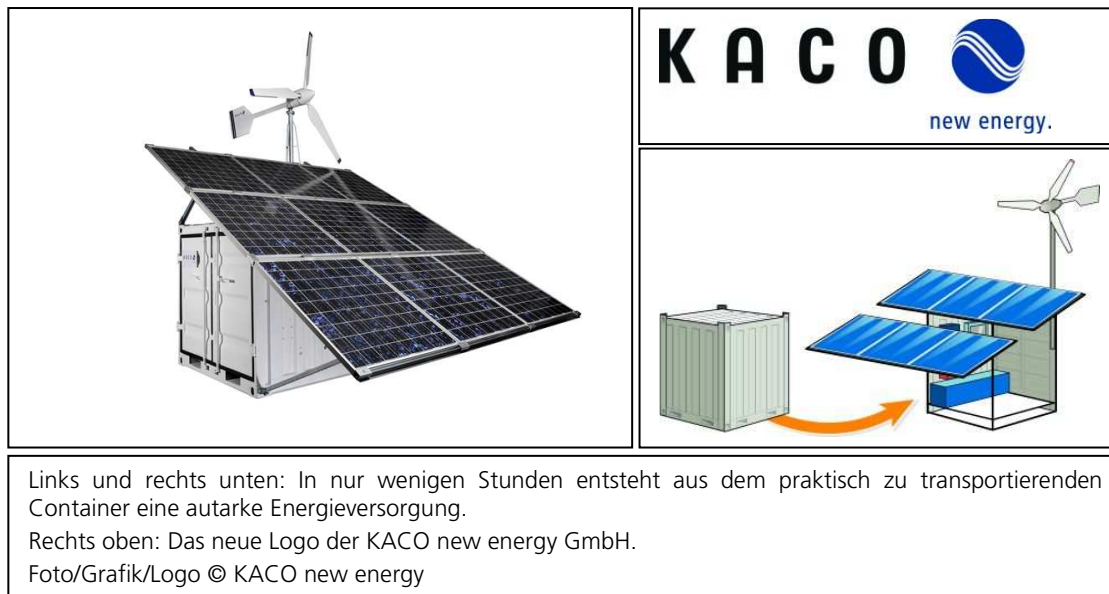 KACO
new energy.
Links und rechts unten: In nur wenigen Stunden entsteht aus dem praktisch zu transportierenden
Container eine autarke Energieversorgung.
Rechts oben: Das neue Logo der KACO new energy GmbH.
Foto/Grafik/Logo © KACO new energy